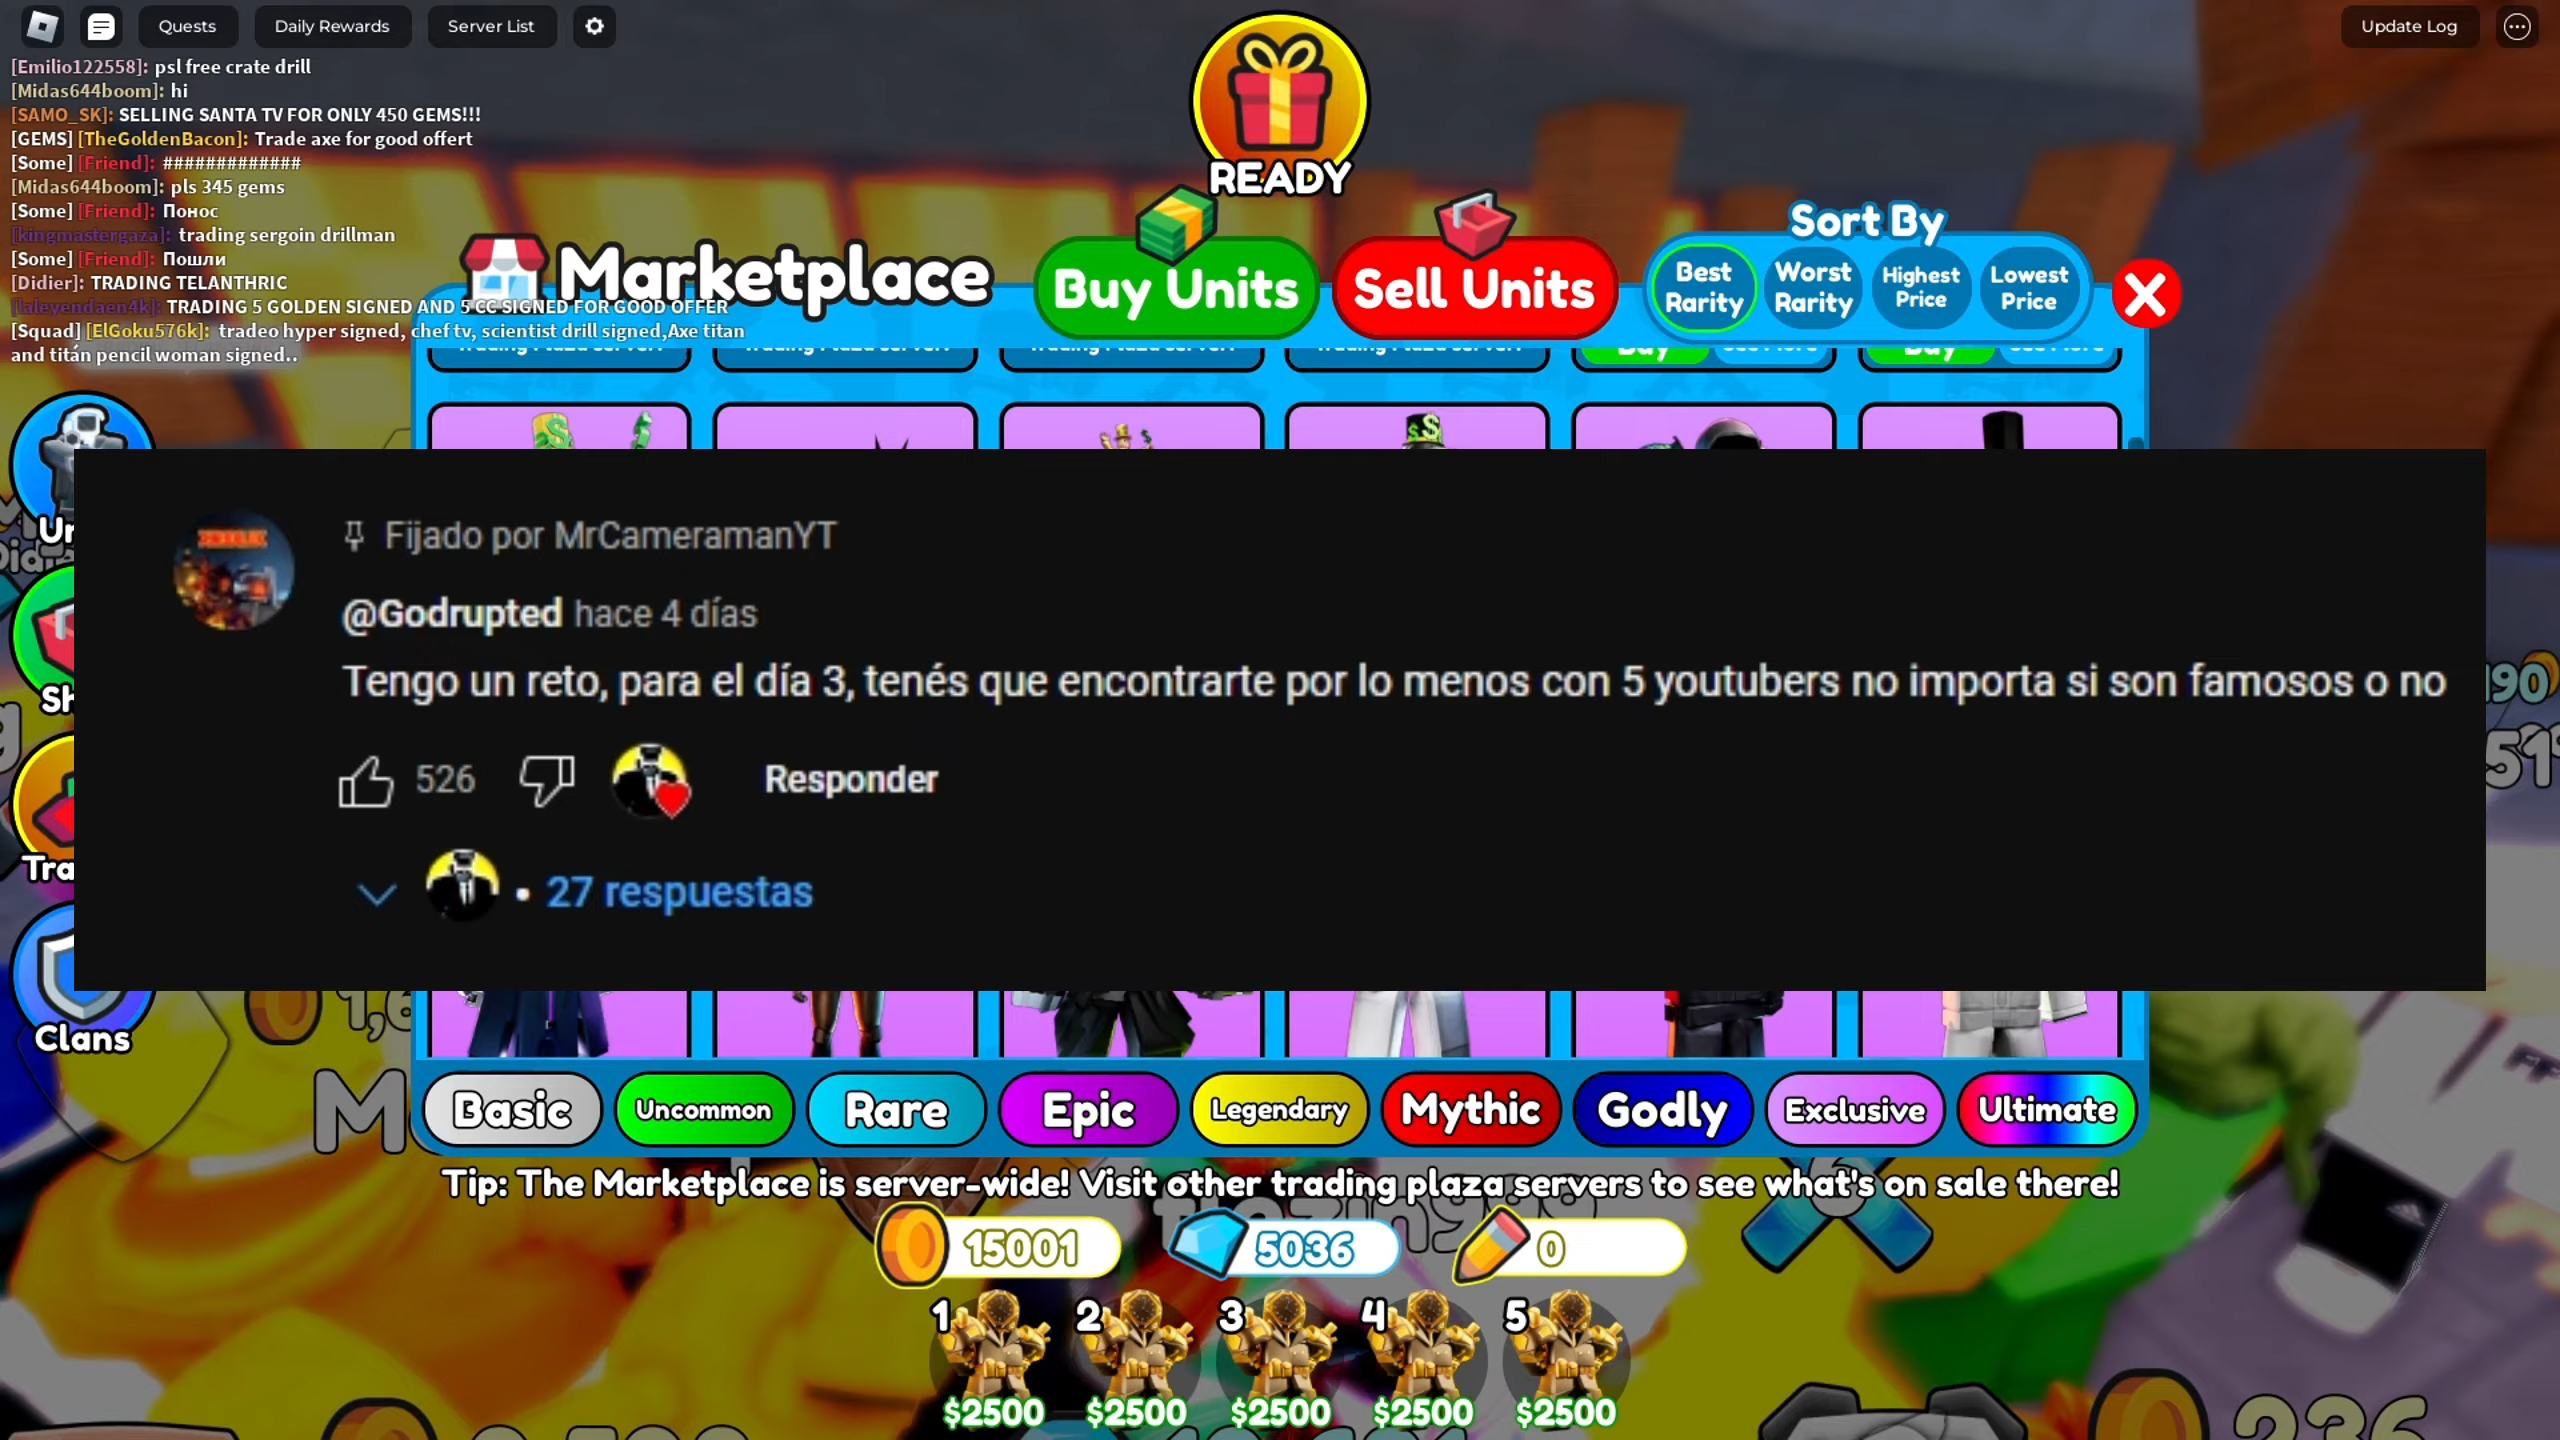 Quests
Daily Rewards
Server List
Update Log
[Emilio122558]: psl free crate drill
[Midas644boom]: hi
[SAMO_SK]: SELLING SANTA TV FOR ONLY 450 GEMS!!!
[GEMS] [TheGoldenBacon]: Trade axe for good offert
[Some] [Friend]: #############
[Midas644boom]: pls 345 gems
[Some] [Friend]: Понос
[kingmastergaza]: trading sergoin drillman
[Some] [Friend]: Пошли
[Didier]: TRADING TELANTHRIC
[laleyendaen4k]: TRADING 5 GOLDEN SIGNED AND 5 CC SIGNED FOR GOOD OFFER
[Squad] [ElGoku576k]: tradeo hyper signed, chef tv, scientist drill signed,Axe titan
and titán pencil woman signed..
READY
Marketplace
Buy Units
Sell Units
Sort By
Best Rarity
Worst Rarity
Highest Price
Lowest Price
Fijado por MrCameramanYT
@Godrupted hace 4 días
Tengo un reto, para el día 3, tenés que encontrarte por lo menos con 5 youtubers no importa si son famosos o no
526
Responder
27 respuestas
Clans
Basic
Uncommon
Rare
Epic
Legendary
Mythic
Godly
Exclusive
Ultimate
Tip: The Marketplace is server-wide! Visit other trading plaza servers to see what's on sale there!
15001
5036
0
1
2
3
4
5
$2500
$2500
$2500
$2500
$2500
236